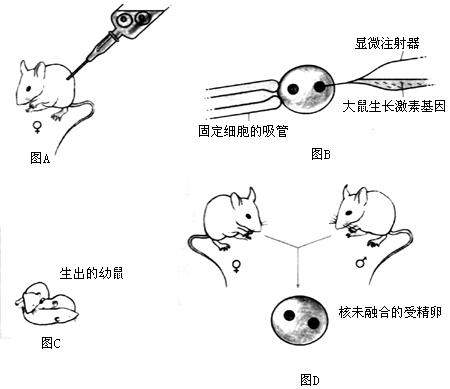 ♀
图A
显微注射器
大鼠生长激素基因
固定细胞的吸管
图B
生出的幼鼠
图C
♀
♂
核未融合的受精卵
图D